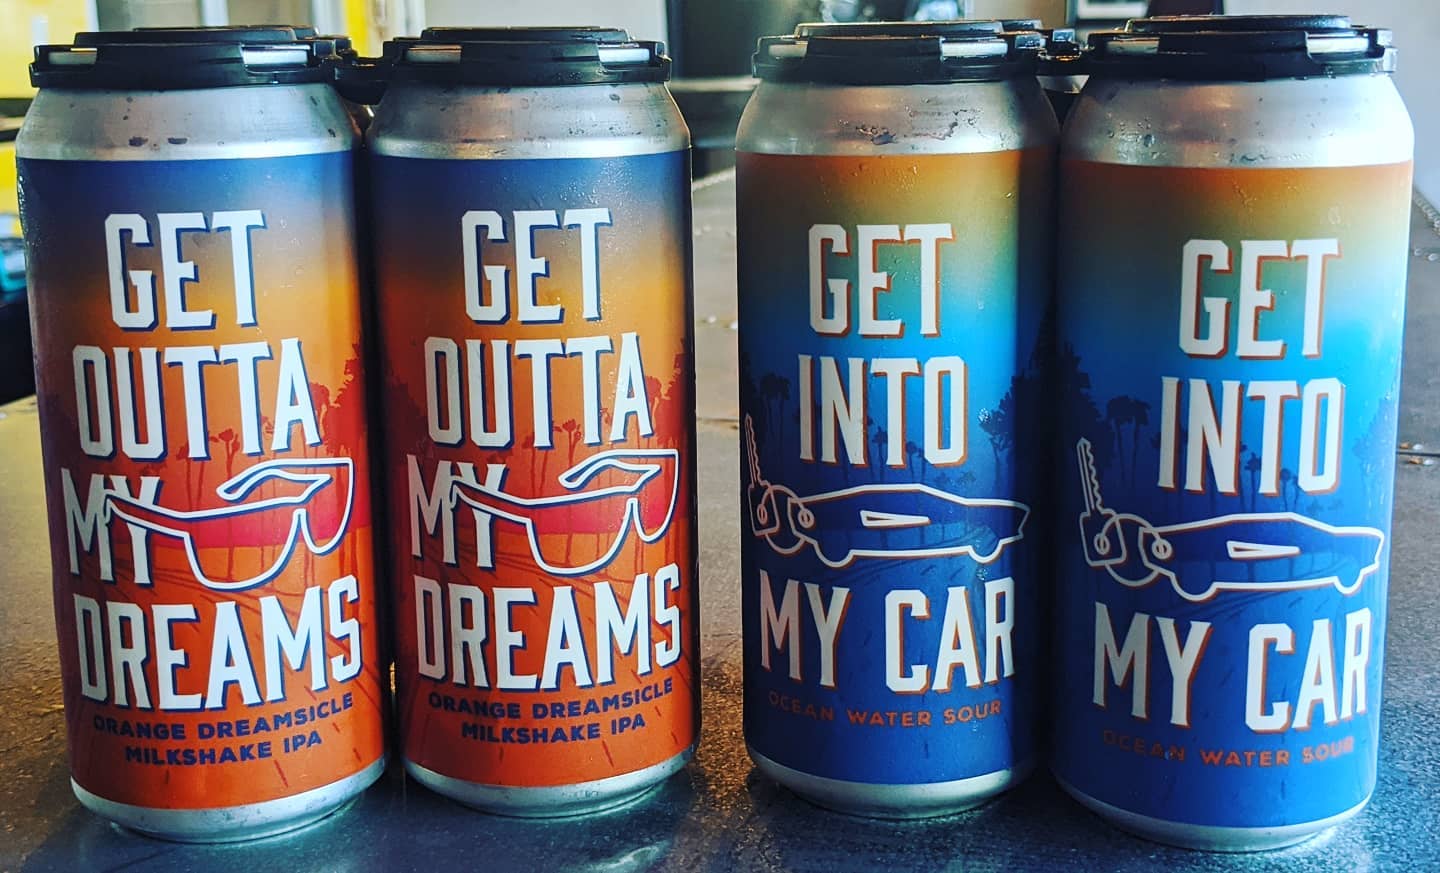 GET
OUTTA
MY
DREAMS
ORANGE DREAMSICLE
MILKSHAKE IPA
GET
OUTTA
MY
DREAMS
ORANGE DREAMSICLE
MILKSHAKE IPA
GET
INTO
MY CAR
OCEAN WATER SOUR
GET
INTO
MY CAR
OCEAN WATER SOUR